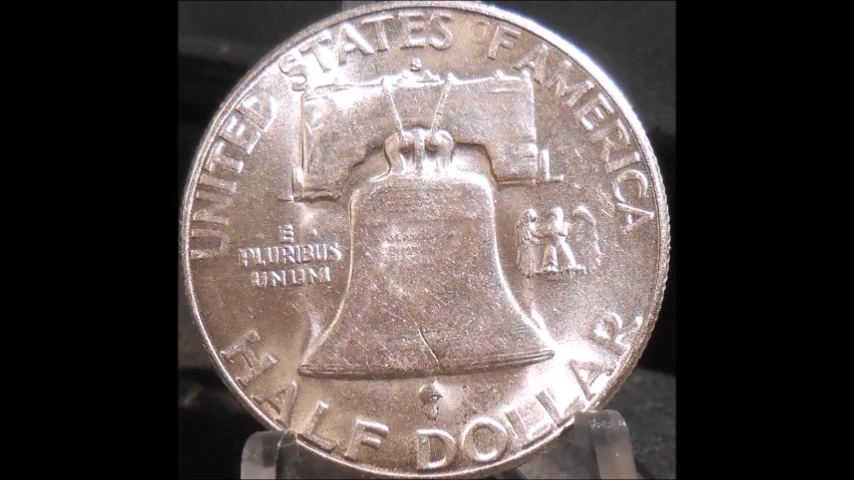 UNITED STATES OF AMERICA
S
E
PLURIBUS
UNUM
HALF DOLLAR